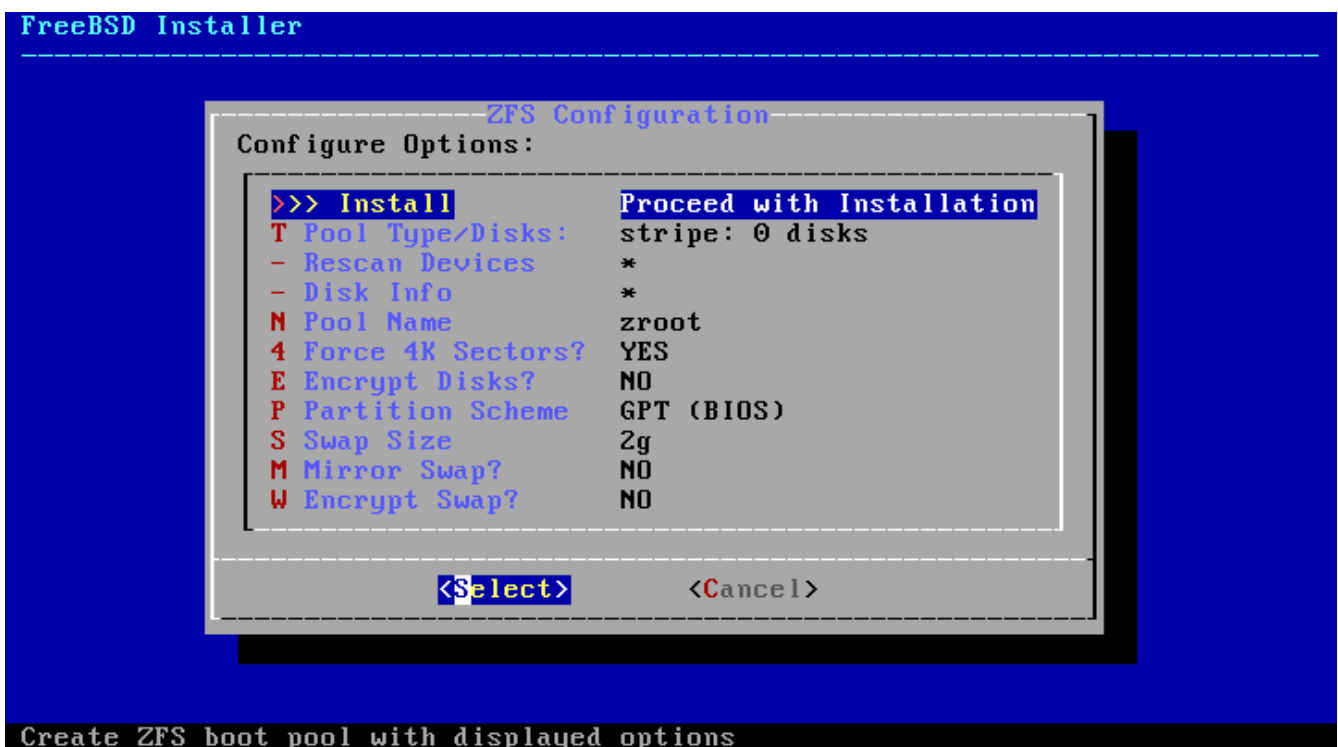 FreeBSD Installer
ZFS Configuration
Configure Options:
>>> Install Proceed with Installation
T Pool Type/Disks: stripe: 0 disks
- Rescan Devices *
- Disk Info *
N Pool Name zroot
4 Force 4K Sectors? YES
E Encrypt Disks? NO
P Partition Scheme GPT (BIOS)
S Swap Size 2g
M Mirror Swap? NO
W Encrypt Swap? NO
<Select> <Cancel>
Create ZFS boot pool with displayed options